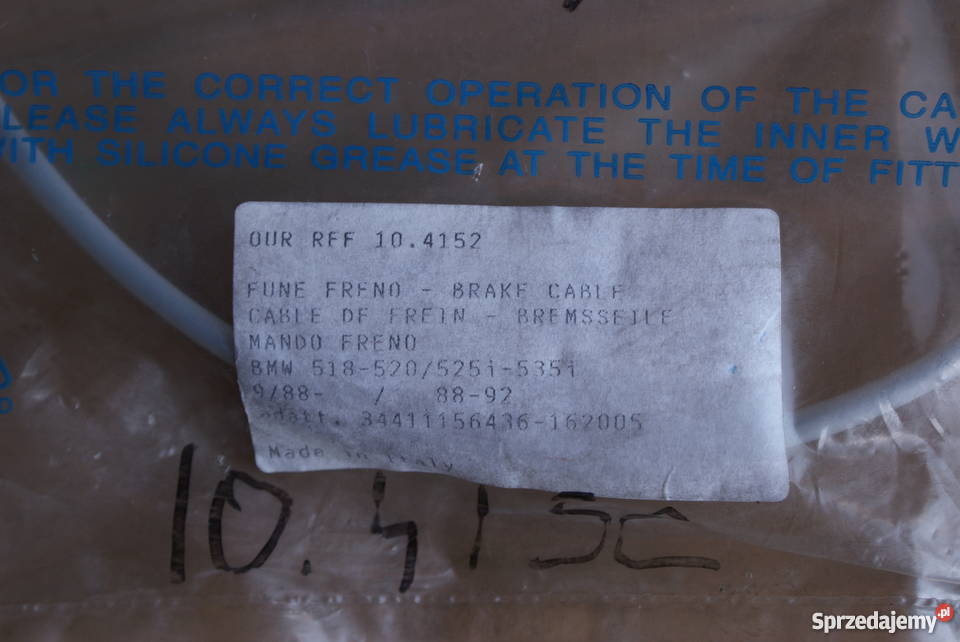 OR THE CORRECT OPERATION OF THE CA
LEASE ALWAYS LUBRICATE THE INNER W
WITH SILICONE GREASE AT THE TIME OF FITT
OUR REF 10.4152
FUNE FRENO - BRAKE CABLE
CABLE DE FREIN - BREMSSEILE
MANDO FRENO
BMW 518-520/525i-535i
9/88- / 88-92
adatt. 34411156436-162005
Made in Italy
10.4152
Sprzedajemy.pl